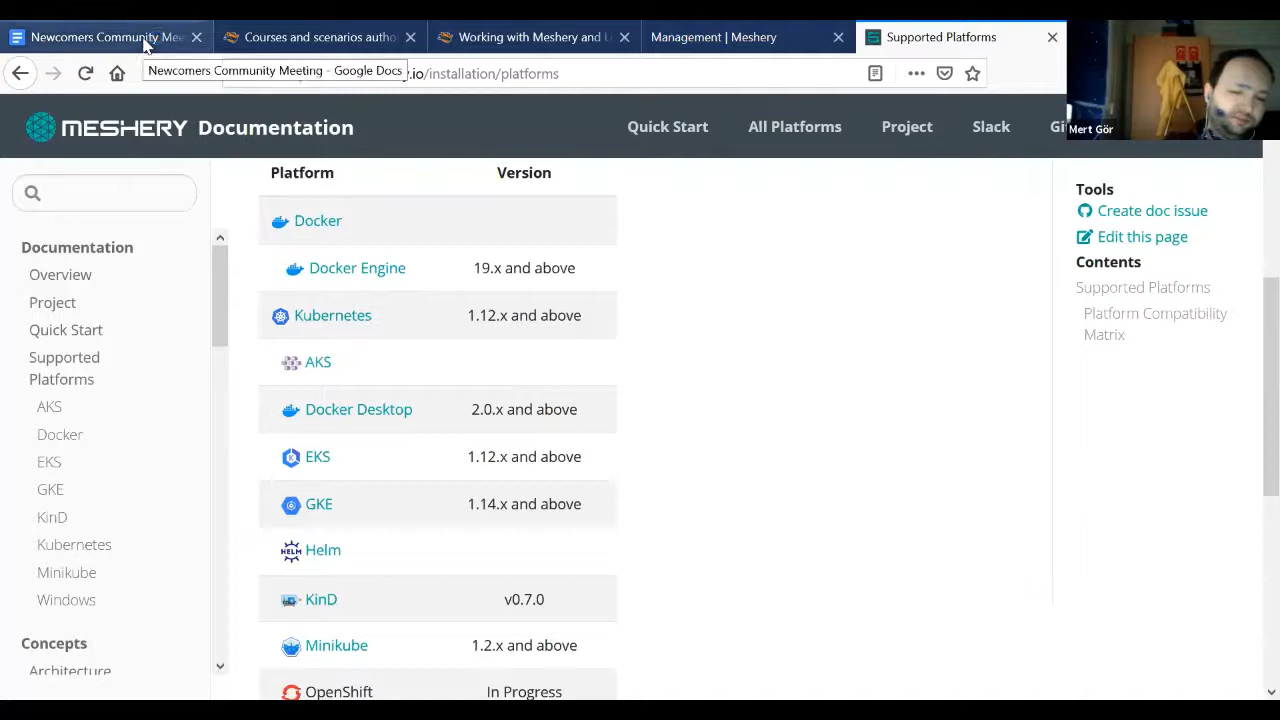 Newcomers Community Mee
Courses and scenarios autho
Working with Meshery and
Management | Meshery
Supported Platforms
Newcomers Community Meeting - Google Docs
.io/installation/platforms
Mert Gör
MESHERY Documentation
Quick Start
All Platforms
Project
Slack
Gi
Documentation
Overview
Project
Quick Start
Supported
Platforms
AKS
Docker
EKS
GKE
KinD
Kubernetes
Minikube
Windows
Concepts
Architecture
Platform Version
Docker
Docker Engine 19.x and above
Kubernetes 1.12.x and above
AKS
Docker Desktop 2.0.x and above
EKS 1.12.x and above
GKE 1.14.x and above
HELM Helm
KinD v0.7.0
Minikube 1.2.x and above
OpenShift In Progress
Tools
Create doc issue
Edit this page
Contents
Supported Platforms
Platform Compatibility
Matrix